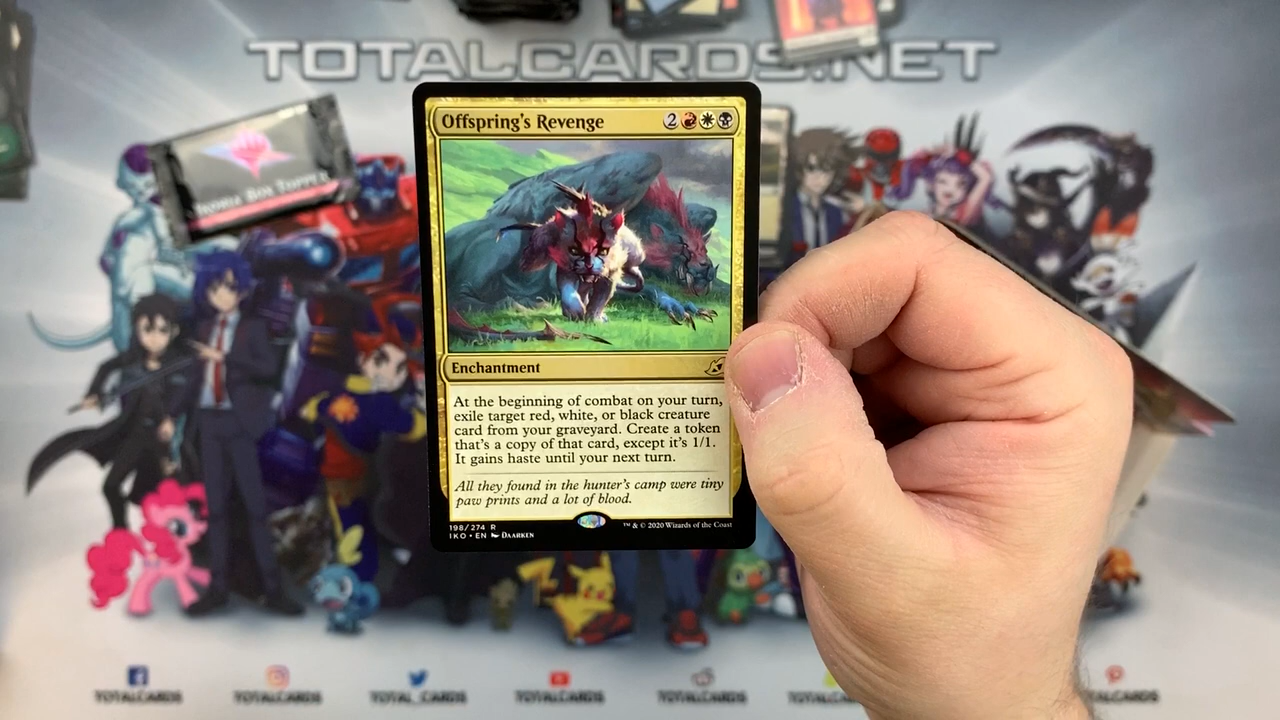 TOTALCARDS.NET
IKORIA BOX TOPPER
Offspring's Revenge 2
Enchantment
At the beginning of combat on your turn,
exile target red, white, or black creature
card from your graveyard. Create a token
that's a copy of that card, except it's 1/1.
It gains haste until your next turn.
All they found in the hunter's camp were tiny
paw prints and a lot of blood.
198/274 R
™ & © 2020 Wizards of the Coast
IKO • EN DAARKEN
TOTALCARDS
TOTALCARDS
TOTAL_CARDS
TOTALCARDS
TOTALCARDS